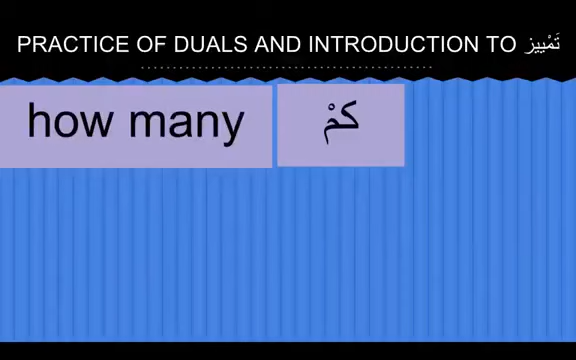 PRACTICE OF DUALS AND INTRODUCTION TO تَمْيِيز
how many
كَمْ